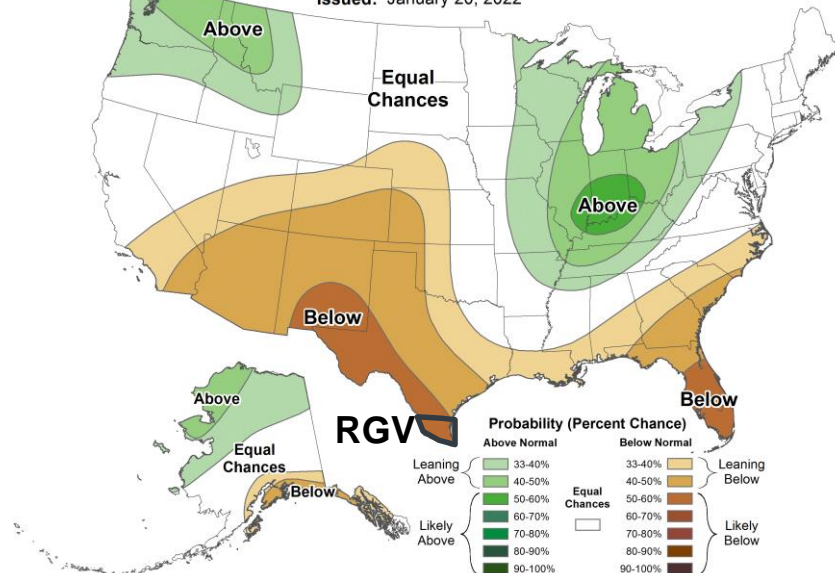 Issued: January 20, 2022
Above
Equal
Chances
Above
Below
Below
Above
Equal
Chances
Below
RGV
Probability (Percent Chance)
Above Normal
Below Normal
Leaning
Above
33-40%
40-50%
50-60%
60-70%
70-80%
80-90%
90-100%
Likely
Above
Equal
Chances
33-40%
40-50%
50-60%
60-70%
70-80%
80-90%
90-100%
Leaning
Below
Likely
Below